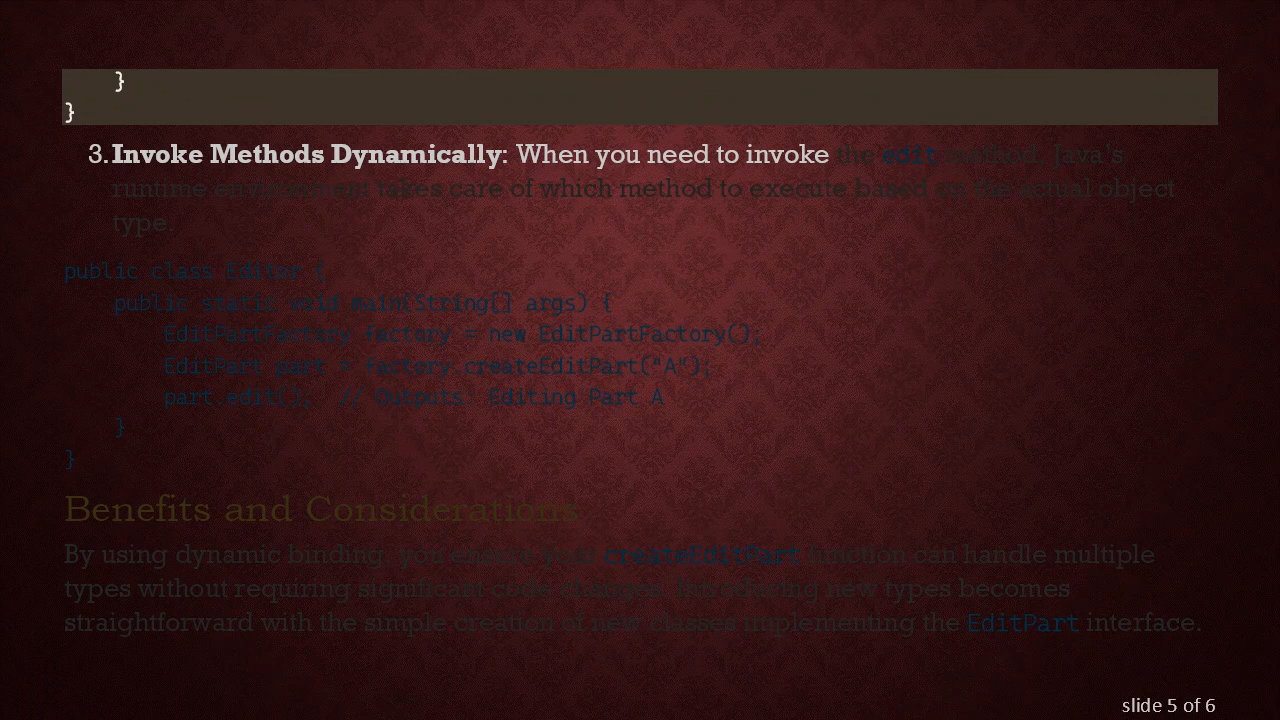 }
}
3. Invoke Methods Dynamically: When you need to invoke the edit method, Java's
runtime environment takes care of which method to execute based on the actual object
type.
public class Editor {
    public static void main(String[] args) {
        EditPartFactory factory = new EditPartFactory();
        EditPart part = factory.createEditPart("A");
        part.edit();  // Outputs: Editing Part A
    }
}
Benefits and Considerations
By using dynamic binding, you ensure your createEditPart function can handle multiple
types without requiring significant code changes. Introducing new types becomes
straightforward with the simple creation of new classes implementing the EditPart interface.
slide 5 of 6